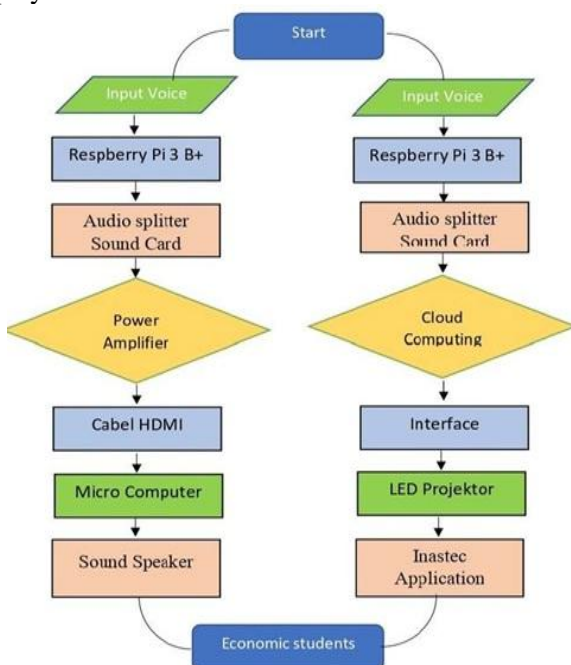 Start
Input Voice
Respberry Pi 3 B+
Audio splitter
Sound Card
Power
Amplifier
Cabel HDMI
Micro Computer
Sound Speaker
Input Voice
Respberry Pi 3 B+
Audio splitter
Sound Card
Cloud
Computing
Interface
LED Projektor
Inastec
Application
Economic students